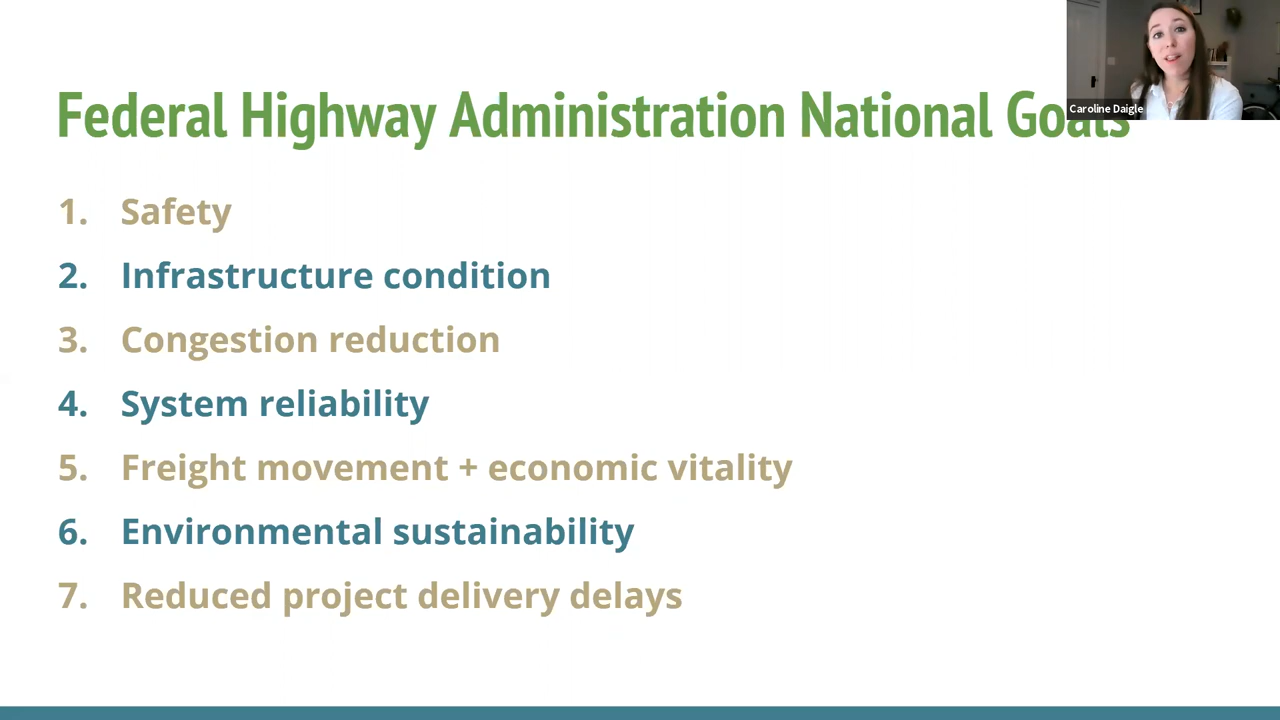 Federal Highway Administration National Goals
Caroline Daigle
1. Safety
2. Infrastructure condition
3. Congestion reduction
4. System reliability
5. Freight movement + economic vitality
6. Environmental sustainability
7. Reduced project delivery delays